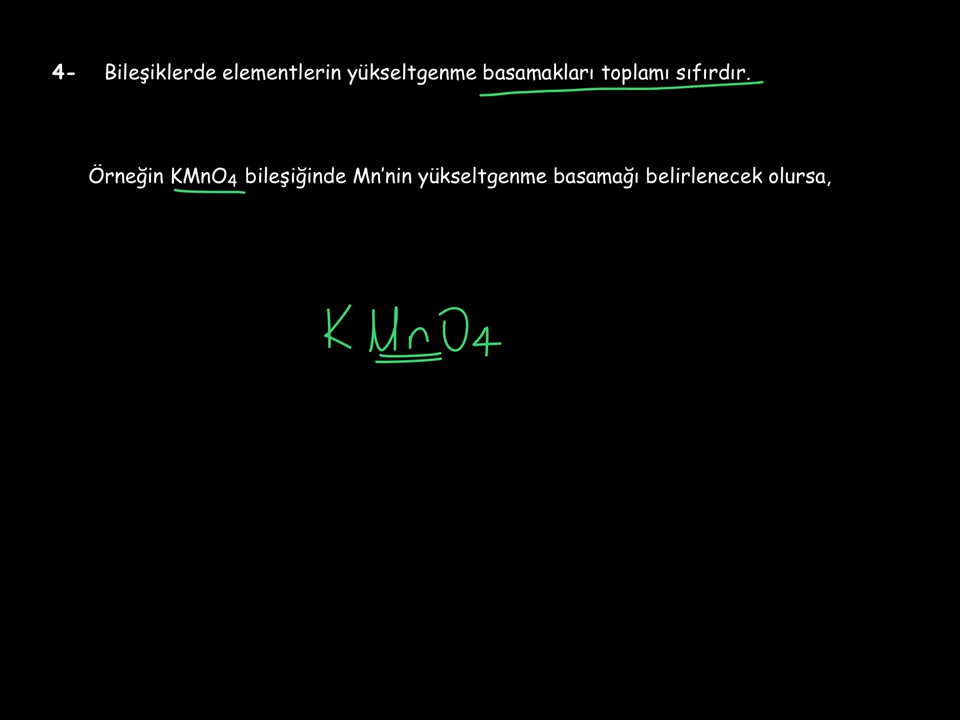 4- Bileşiklerde elementlerin yükseltgenme basamakları toplamı sıfırdır.
Örneğin KMnO4 bileşiğinde Mn'nin yükseltgenme basamağı belirlenecek olursa,
KMnO4